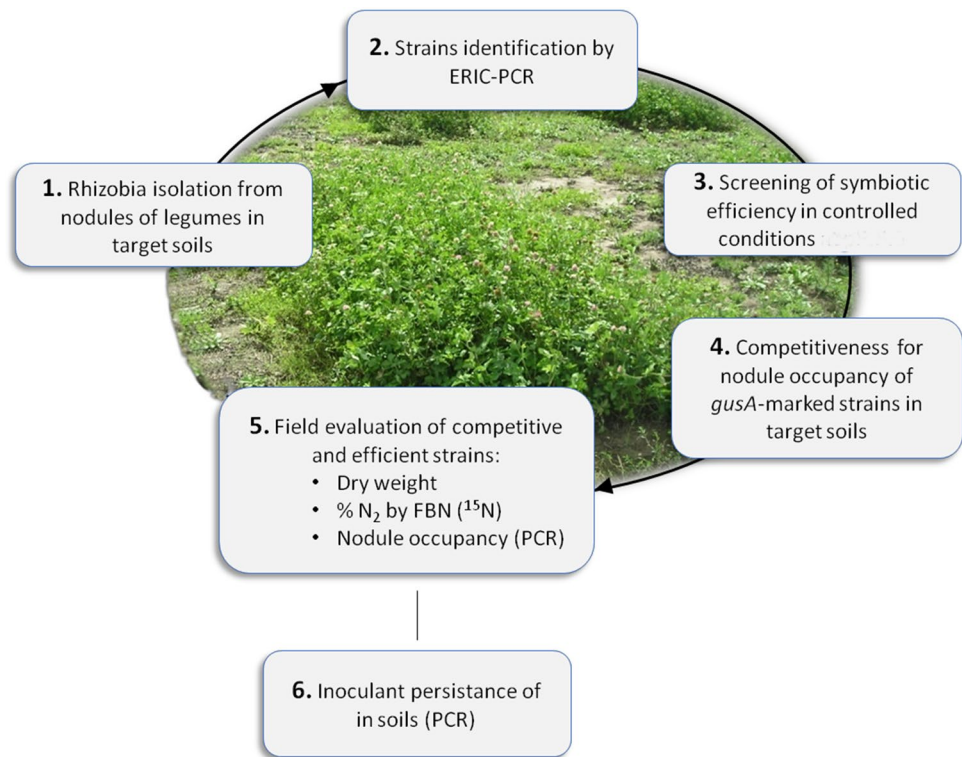 2. Strains identification by
ERIC-PCR
1. Rhizobia isolation from
nodules of legumes in
target soils
3. Screening of symbiotic
efficiency in controlled
conditions
4. Competitiveness for
nodule occupancy of
gusA-marked strains in
target soils
5. Field evaluation of competitive
and efficient strains:
• Dry weight
• % N₂ by FBN (¹⁵N)
• Nodule occupancy (PCR)
6. Inoculant persistance of
in soils (PCR)